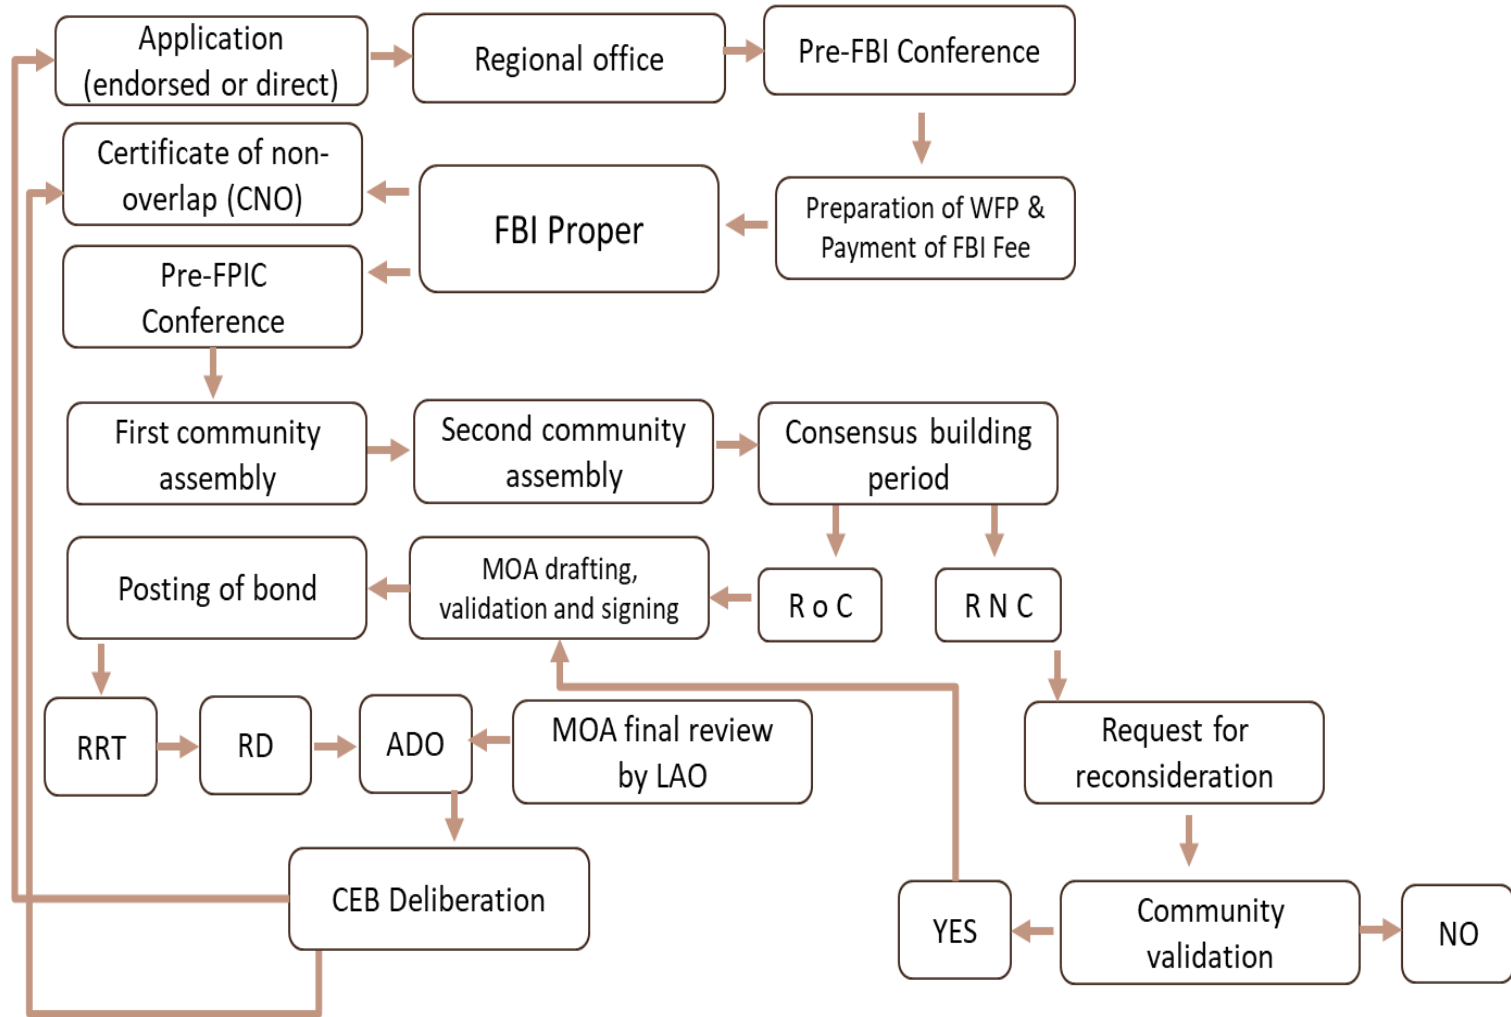 Application
(endorsed or direct)
Regional office
Pre-FBI Conference
Certificate of non-
overlap (CNO)
FBI Proper
Preparation of WFP &
Payment of FBI Fee
Pre-FPIC
Conference
First community
assembly
Second community
assembly
Consensus building
period
Posting of bond
MOA drafting,
validation and signing
R o C
R N C
RRT
RD
ADO
MOA final review
by LAO
Request for
reconsideration
CEB Deliberation
YES
Community
validation
NO